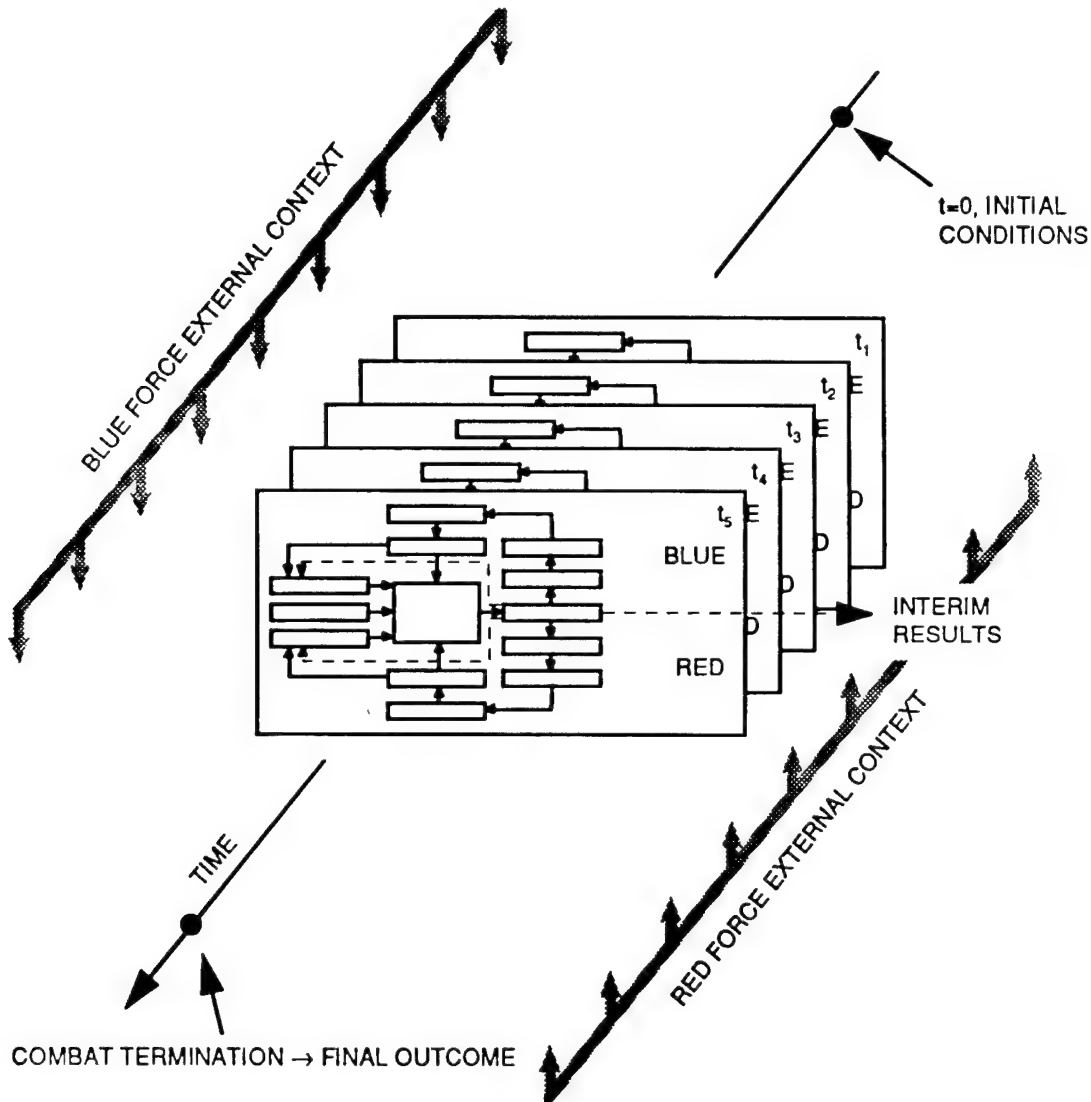 BLUE FORCE EXTERNAL CONTEXT
t=0, INITIAL
CONDITIONS
t₁
t₂ E
t₃ E
t₄ E
t₅ E
D
D
D
D
BLUE
RED
INTERIM
RESULTS
RED FORCE EXTERNAL CONTEXT
TIME
COMBAT TERMINATION → FINAL OUTCOME